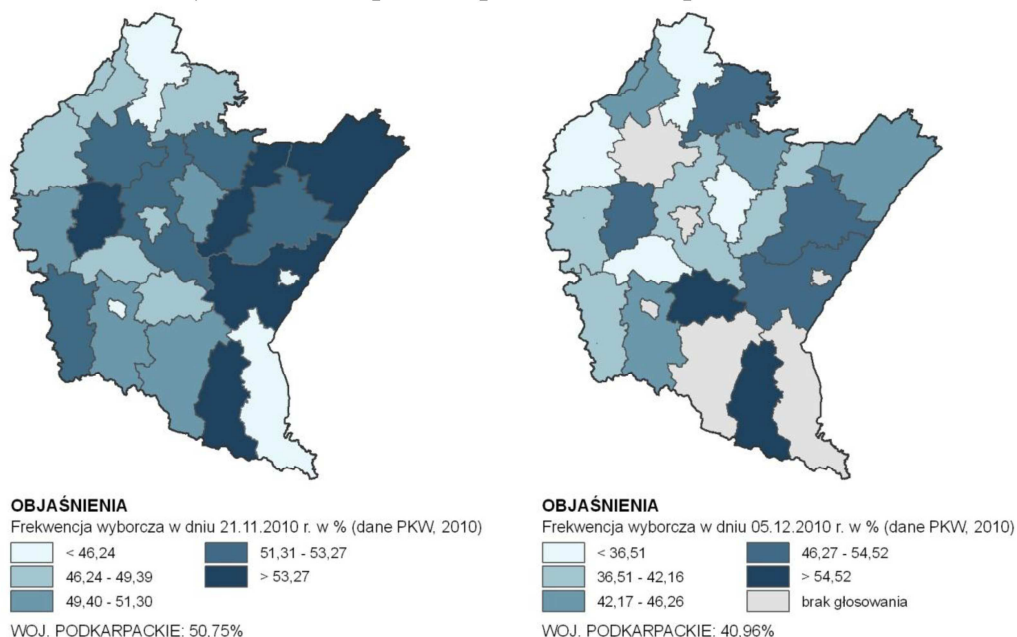 OBJAŚNIENIA
Frekwencja wyborcza w dniu 21.11.2010 r. w % (dane PKW, 2010)
< 46,24
51,31 - 53,27
46,24 - 49,39
> 53,27
49,40 - 51,30
WOJ. PODKARPACKIE: 50,75%
OBJAŚNIENIA
Frekwencja wyborcza w dniu 05.12.2010 r. w % (dane PKW, 2010)
< 36,51
46,27 - 54,52
36,51 - 42,16
> 54,52
42,17 - 46,26
brak głosowania
WOJ. PODKARPACKIE: 40,96%